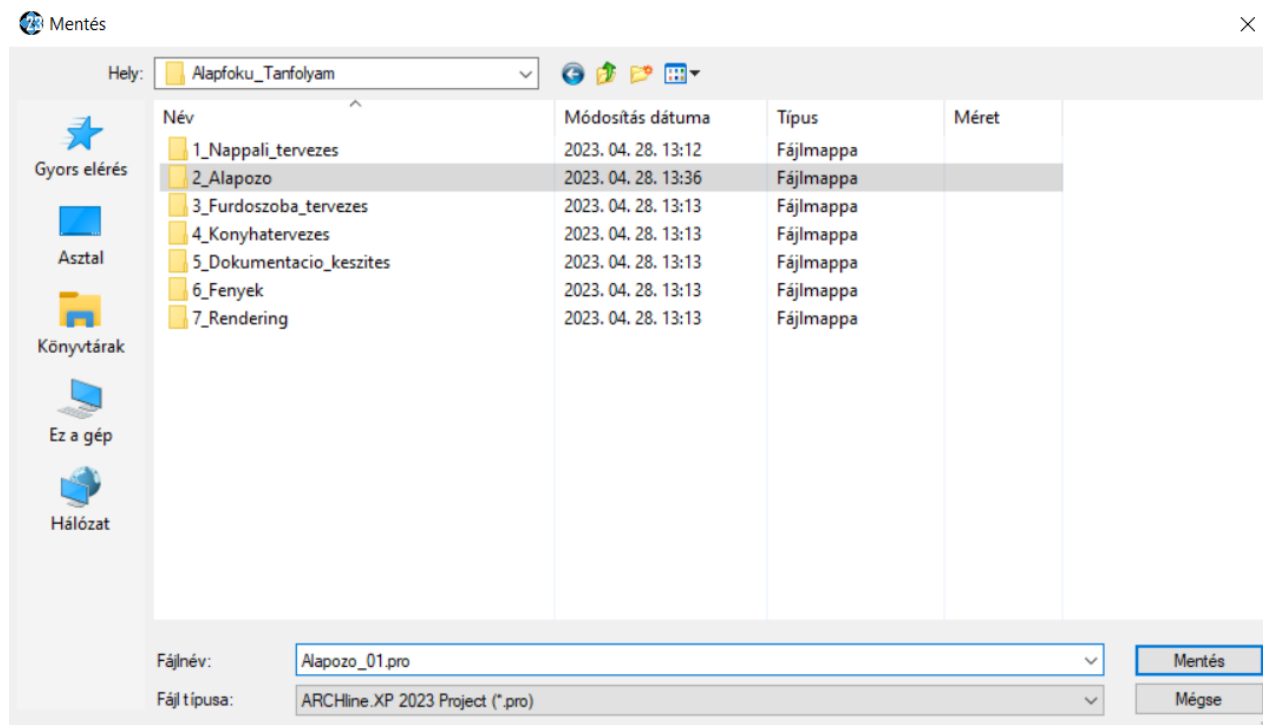 23 Mentés
Hely: Alapfoku_Tanfolyam
Név Módosítás dátuma Típus Méret
1_Nappali_tervezes 2023. 04. 28. 13:12 Fájlmappa
2_Alapozo 2023. 04. 28. 13:36 Fájlmappa
3_Furdoszoba_tervezes 2023. 04. 28. 13:13 Fájlmappa
4_Konyhatervezes 2023. 04. 28. 13:13 Fájlmappa
5_Dokumentacio_keszites 2023. 04. 28. 13:13 Fájlmappa
6_Fenyek 2023. 04. 28. 13:13 Fájlmappa
7_Rendering 2023. 04. 28. 13:13 Fájlmappa
Gyors elérés
Asztal
Könyvtárak
Ez a gép
Hálózat
Fájlnév: Alapozo_01.pro Mentés
Fájl típusa: ARCHline.XP 2023 Project (*.pro) Mégse